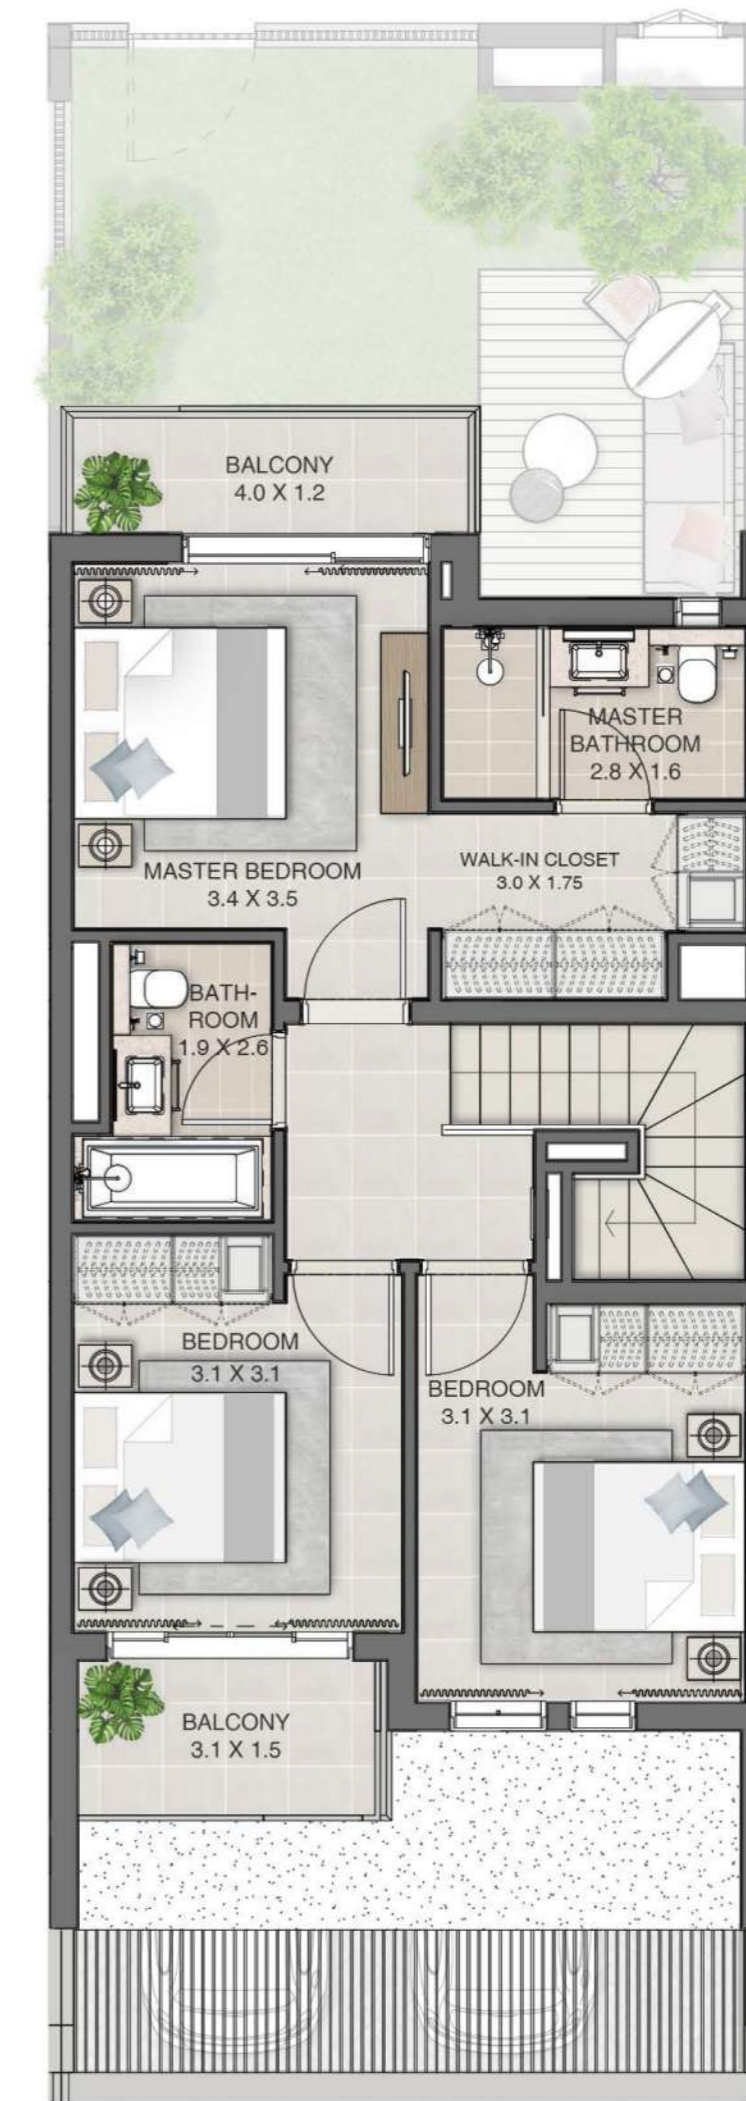 BALCONY
4.0 X 1.2
MASTER
BATHROOM
2.8 X 1.6
MASTER BEDROOM
3.4 X 3.5
WALK-IN CLOSET
3.0 X 1.75
BATH-
ROOM
1.9 X 2.6
BEDROOM
3.1 X 3.1
BEDROOM
3.1 X 3.1
BALCONY
3.1 X 1.5